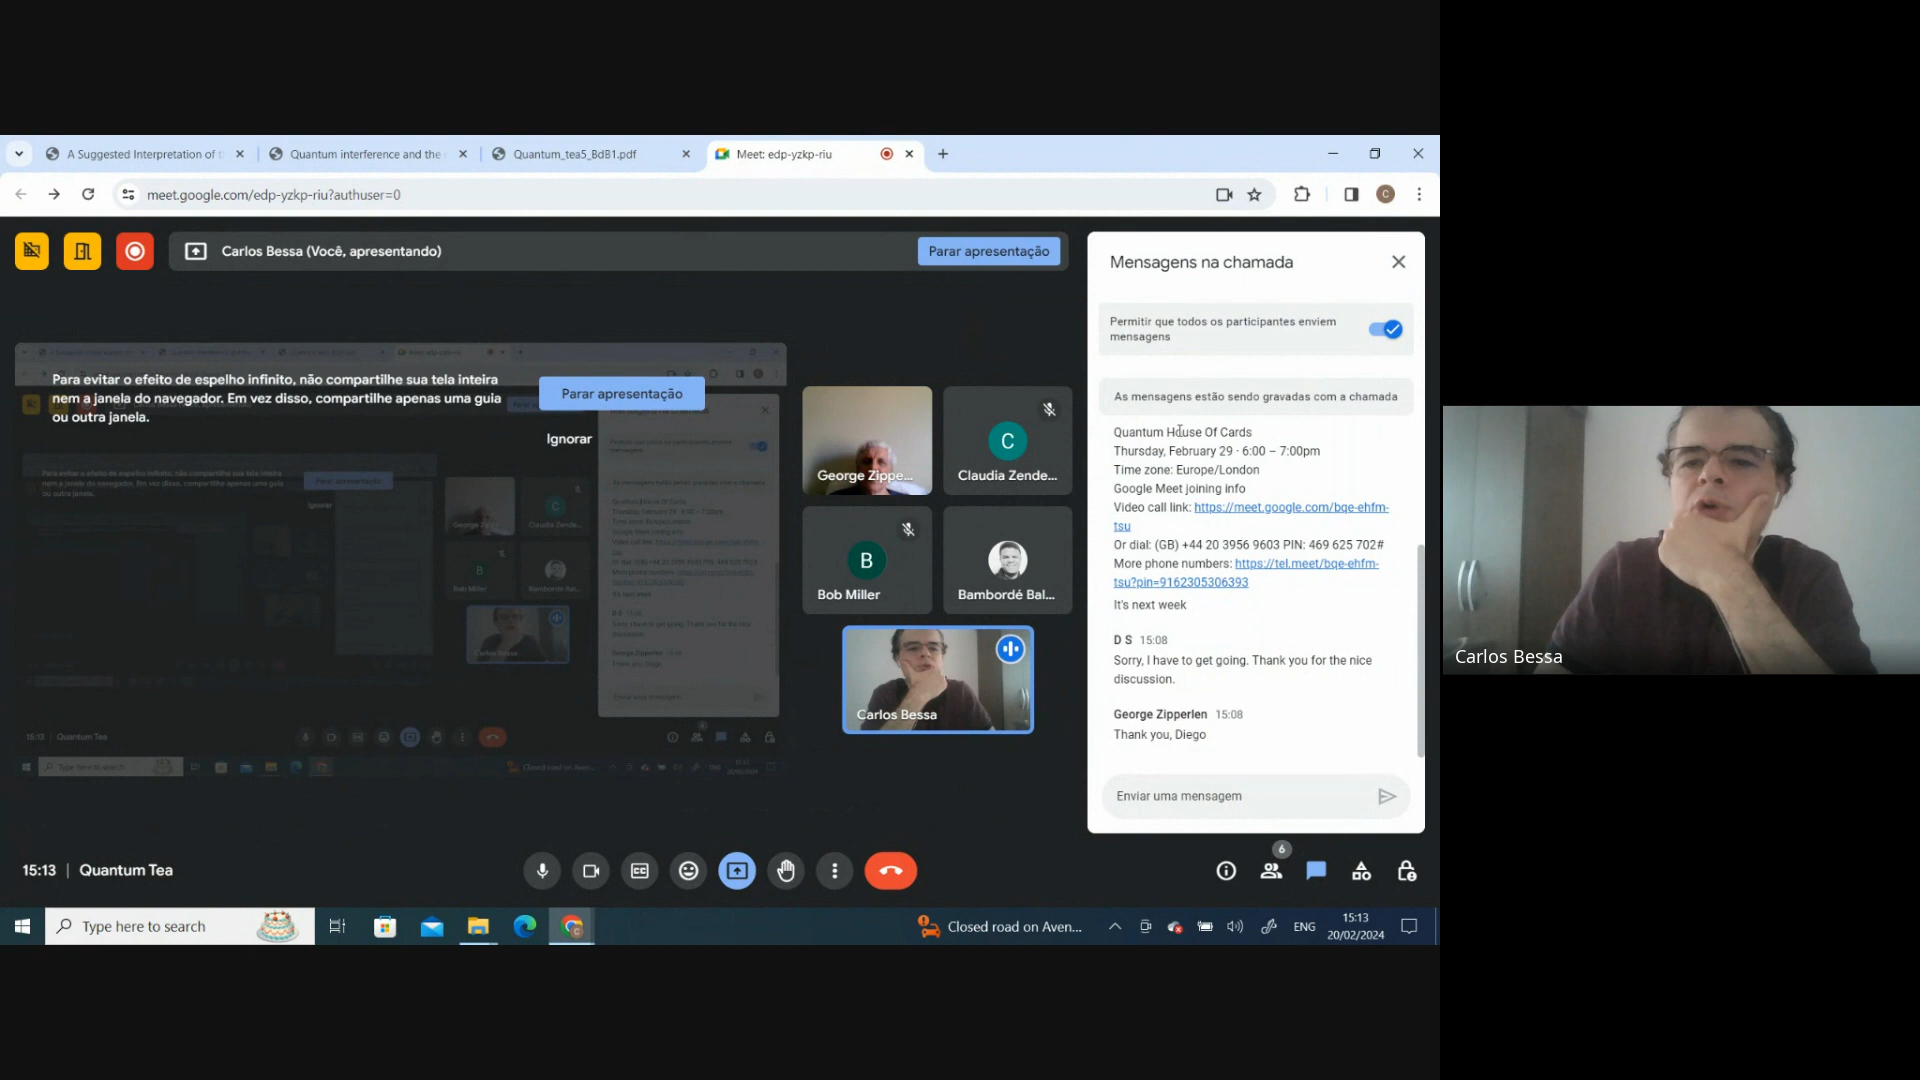 A Suggested Interpretation of t
Quantum interference and the
Quantum_tea5_BdB1.pdf
Meet: edp-yzkp-riu
meet.google.com/edp-yzkp-riu?authuser=0
C
Carlos Bessa (Você, apresentando)
Parar apresentação
Para evitar o efeito de espelho infinito, não compartilhe sua tela inteira
nem a janela do navegador. Em vez disso, compartilhe apenas uma guia
ou outra janela.
Parar apresentação
Ignorar
George Zippe...
C
Claudia Zende...
B
Bob Miller
Bambordé Bal...
Carlos Bessa
Mensagens na chamada
Permitir que todos os participantes enviem
mensagens
As mensagens estão sendo gravadas com a chamada
Quantum House Of Cards
Thursday, February 29 · 6:00 – 7:00pm
Time zone: Europe/London
Google Meet joining info
Video call link: https://meet.google.com/bqe-ehfm-
tsu
Or dial: (GB) +44 20 3956 9603 PIN: 469 625 702#
More phone numbers: https://tel.meet/bqe-ehfm-
tsu?pin=9162305306393
It's next week
D S 15:08
Sorry, I have to get going. Thank you for the nice
discussion.
George Zipperlen 15:08
Thank you, Diego
Enviar uma mensagem
15:13 | Quantum Tea
6
Type here to search
Closed road on Aven...
ENG
15:13
20/02/2024
Carlos Bessa